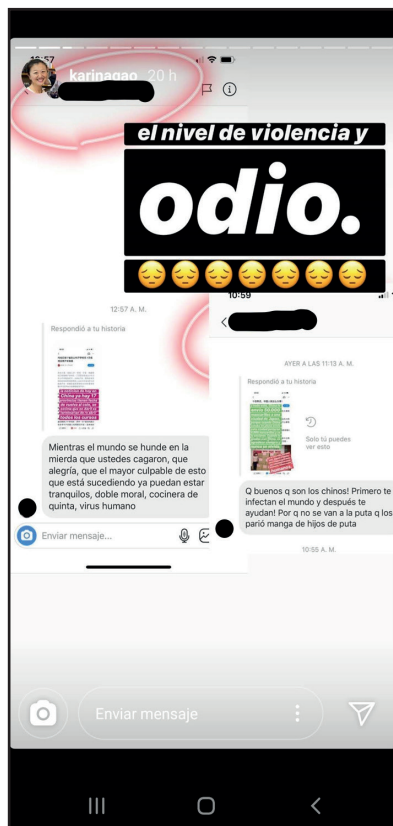 12:57
karinagao 20 h
el nivel de violencia y
odio.
12:57 A. M.
Respondió a tu historia
Mientras el mundo se hunde en la
mierda que ustedes cagaron, que
alegría, que el mayor culpable de esto
que está sucediendo ya puedan estar
tranquilos, doble moral, cocinera de
quinta, virus humano
Enviar mensaje...
10:59
AYER A LAS 11:13 A. M.
Respondió a tu historia
Solo tú puedes
ver esto
Q buenos q son los chinos! Primero te
infectan el mundo y después te
ayudan! Por q no se van a la puta q los
parió manga de hijos de puta
10:55 A. M.
Enviar mensaje